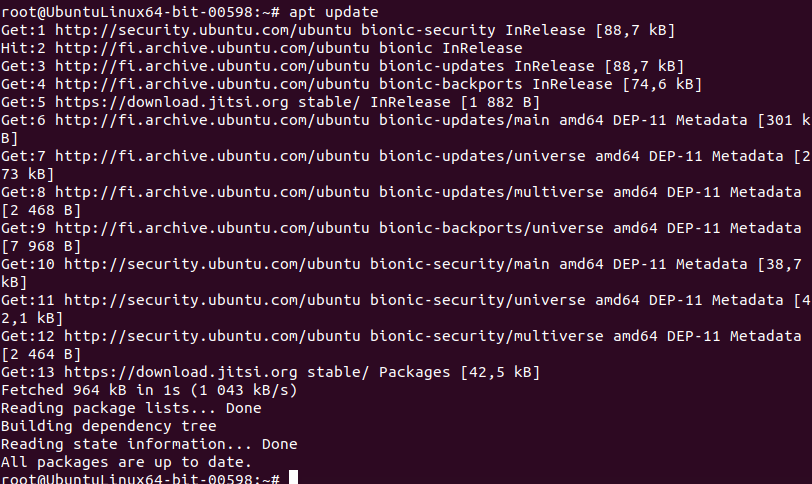 root@UbuntuLinux64-bit-00598:~# apt update
Get:1 http://security.ubuntu.com/ubuntu bionic-security InRelease [88,7 kB]
Hit:2 http://fi.archive.ubuntu.com/ubuntu bionic InRelease
Get:3 http://fi.archive.ubuntu.com/ubuntu bionic-updates InRelease [88,7 kB]
Get:4 http://fi.archive.ubuntu.com/ubuntu bionic-backports InRelease [74,6 kB]
Get:5 https://download.jitsi.org stable/ InRelease [1 882 B]
Get:6 http://fi.archive.ubuntu.com/ubuntu bionic-updates/main amd64 DEP-11 Metadata [301 k
B]
Get:7 http://fi.archive.ubuntu.com/ubuntu bionic-updates/universe amd64 DEP-11 Metadata [2
73 kB]
Get:8 http://fi.archive.ubuntu.com/ubuntu bionic-updates/multiverse amd64 DEP-11 Metadata
[2 468 B]
Get:9 http://fi.archive.ubuntu.com/ubuntu bionic-backports/universe amd64 DEP-11 Metadata
[7 968 B]
Get:10 http://security.ubuntu.com/ubuntu bionic-security/main amd64 DEP-11 Metadata [38,7
kB]
Get:11 http://security.ubuntu.com/ubuntu bionic-security/universe amd64 DEP-11 Metadata [4
2,1 kB]
Get:12 http://security.ubuntu.com/ubuntu bionic-security/multiverse amd64 DEP-11 Metadata
[2 464 B]
Get:13 https://download.jitsi.org stable/ Packages [42,5 kB]
Fetched 964 kB in 1s (1 043 kB/s)
Reading package lists... Done
Building dependency tree
Reading state information... Done
All packages are up to date.
root@UbuntuLinux64-bit-00598:~#